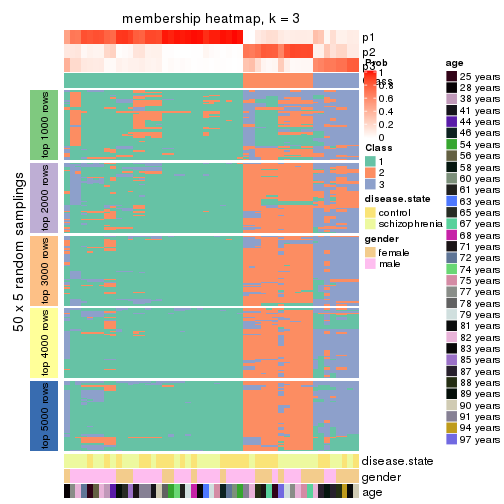 membership heatmap, k = 3
p1
p2
p3
Class
50 x 5 random samplings
top 1000 rows
top 2000 rows
top 3000 rows
top 4000 rows
top 5000 rows
disease.state
gender
age
Prob
1
0.8
0.6
0.4
0.2
0
Class
1
2
3
disease.state
control
schizophrenia
gender
female
male
age
25 years
28 years
38 years
41 years
44 years
46 years
54 years
56 years
58 years
60 years
61 years
63 years
65 years
67 years
68 years
71 years
72 years
74 years
75 years
77 years
78 years
79 years
81 years
82 years
83 years
85 years
87 years
88 years
89 years
90 years
91 years
94 years
97 years